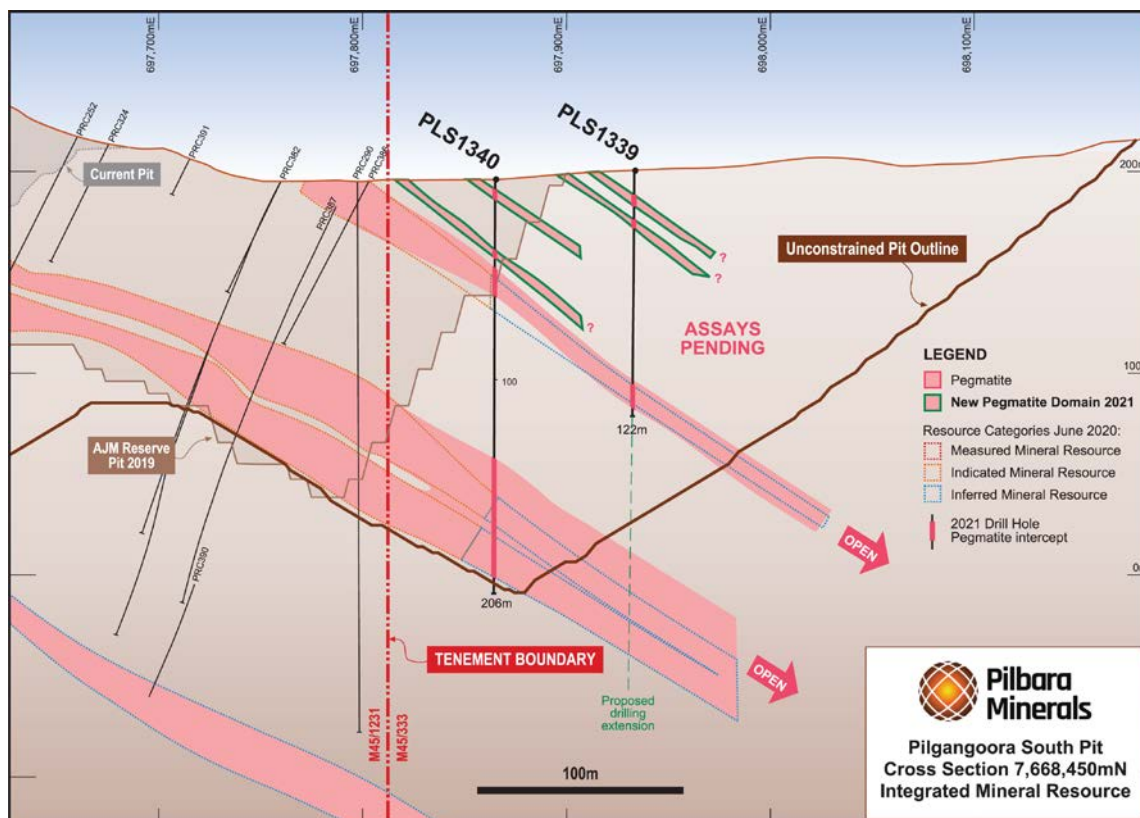 697,700mE
697,800mE
697,900mE
698,000mE
698,100mE
PRC252
PRC324
PRC391
PRC382
PRC290
PRC387
PLS1340
PLS1339
Current Pit
200m
Unconstrained Pit Outline
?
?
?
ASSAYS
PENDING
100
100
122m
AJM Reserve
Pit 2019
LEGEND
Pegmatite
New Pegmatite Domain 2021
Resource Categories June 2020:
Measured Mineral Resource
Indicated Mineral Resource
Inferred Mineral Resource
2021 Drill Hole
Pegmatite intercept
OPEN
PRC390
206m
TENEMENT BOUNDARY
M45/1231
M45/333
OPEN
Proposed
drilling
extension
100m
Pilbara
Minerals
Pilgangoora South Pit
Cross Section 7,668,450mN
Integrated Mineral Resource